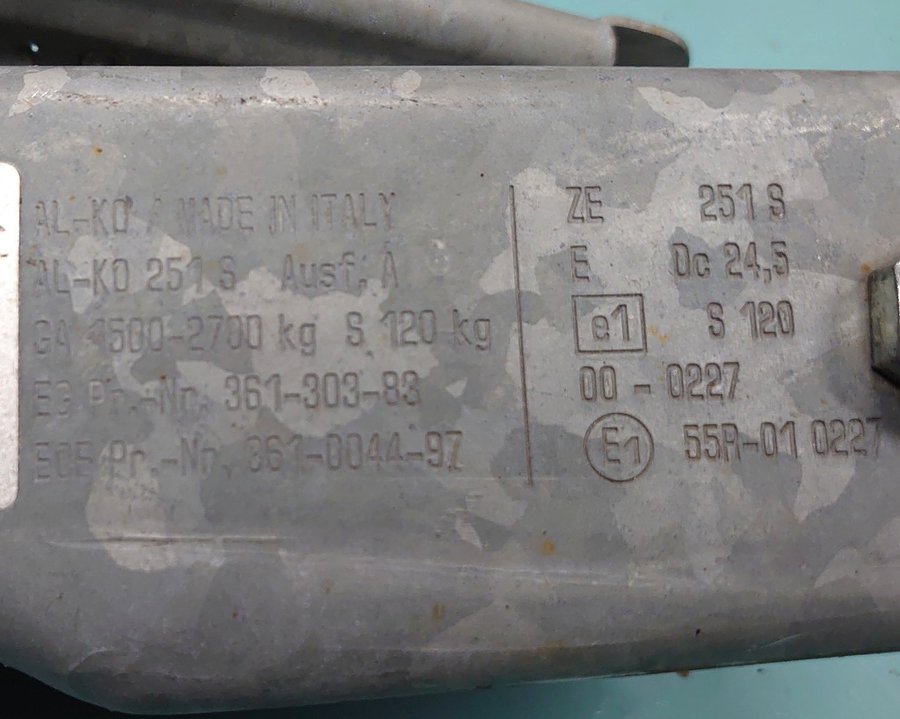 AL-KO / MADE IN ITALY
AL-KO 251 S Ausf. A
GA 1500-2700 kg S 120 kg
EG Pr.-Nr. 361-303-83
ECE Pr.-Nr. 361-0044-97
ZE 251 S
E Dc 24,5
e1 S 120
00 - 0227
E1 55R-01 0227